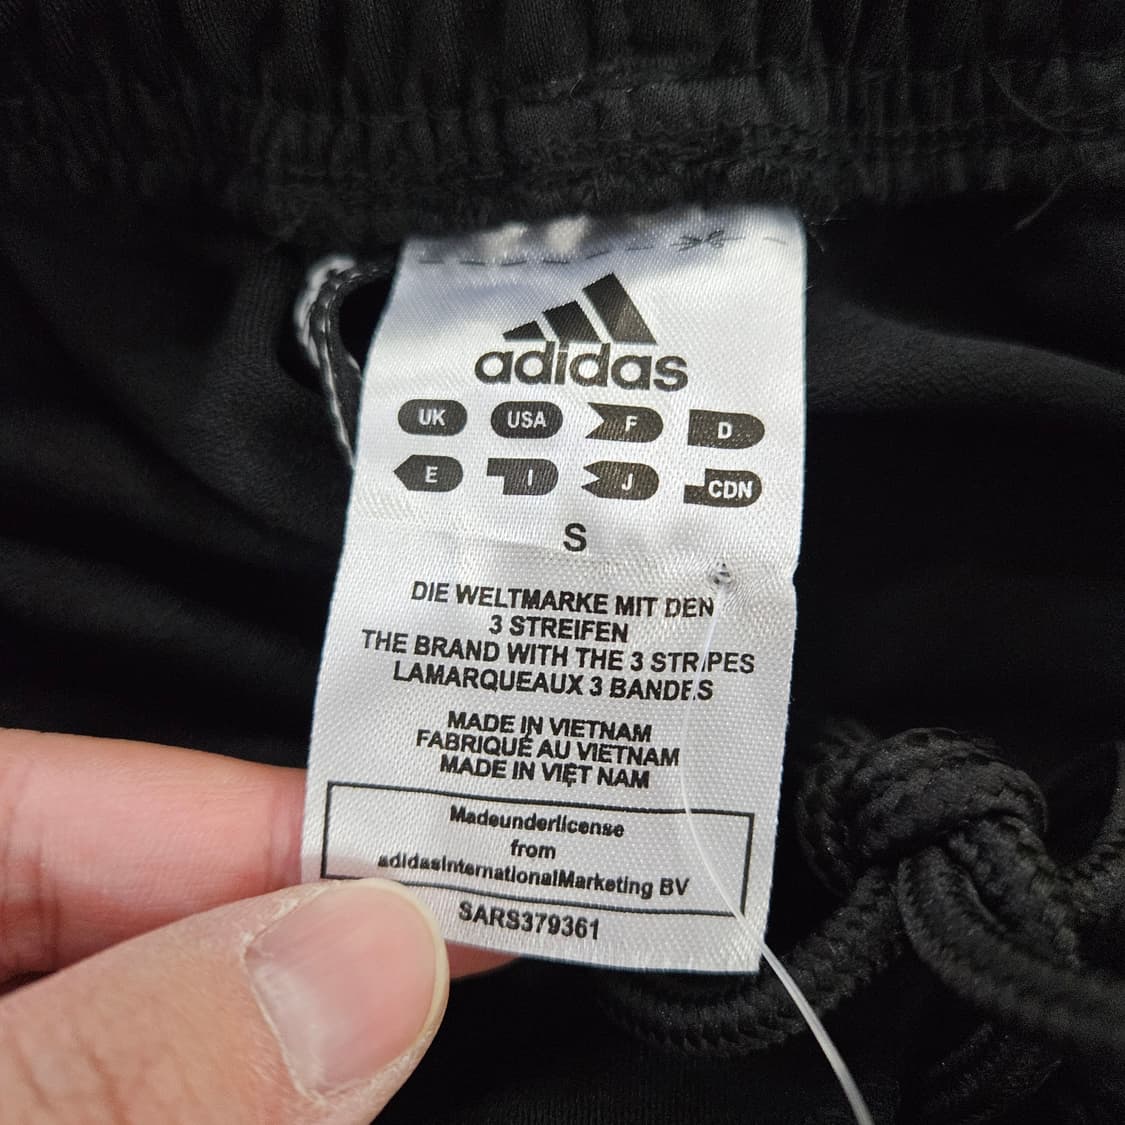 adidas
UK USA F D
E I J CDN
S
DIE WELTMARKE MIT DEN
3 STREIFEN
THE BRAND WITH THE 3 STRIPES
LAMARQUEAUX 3 BANDES
MADE IN VIETNAM
FABRIQUÉ AU VIETNAM
MADE IN VIỆT NAM
Madeunderlicense
from
adidasInternationalMarketing BV
SARS379361